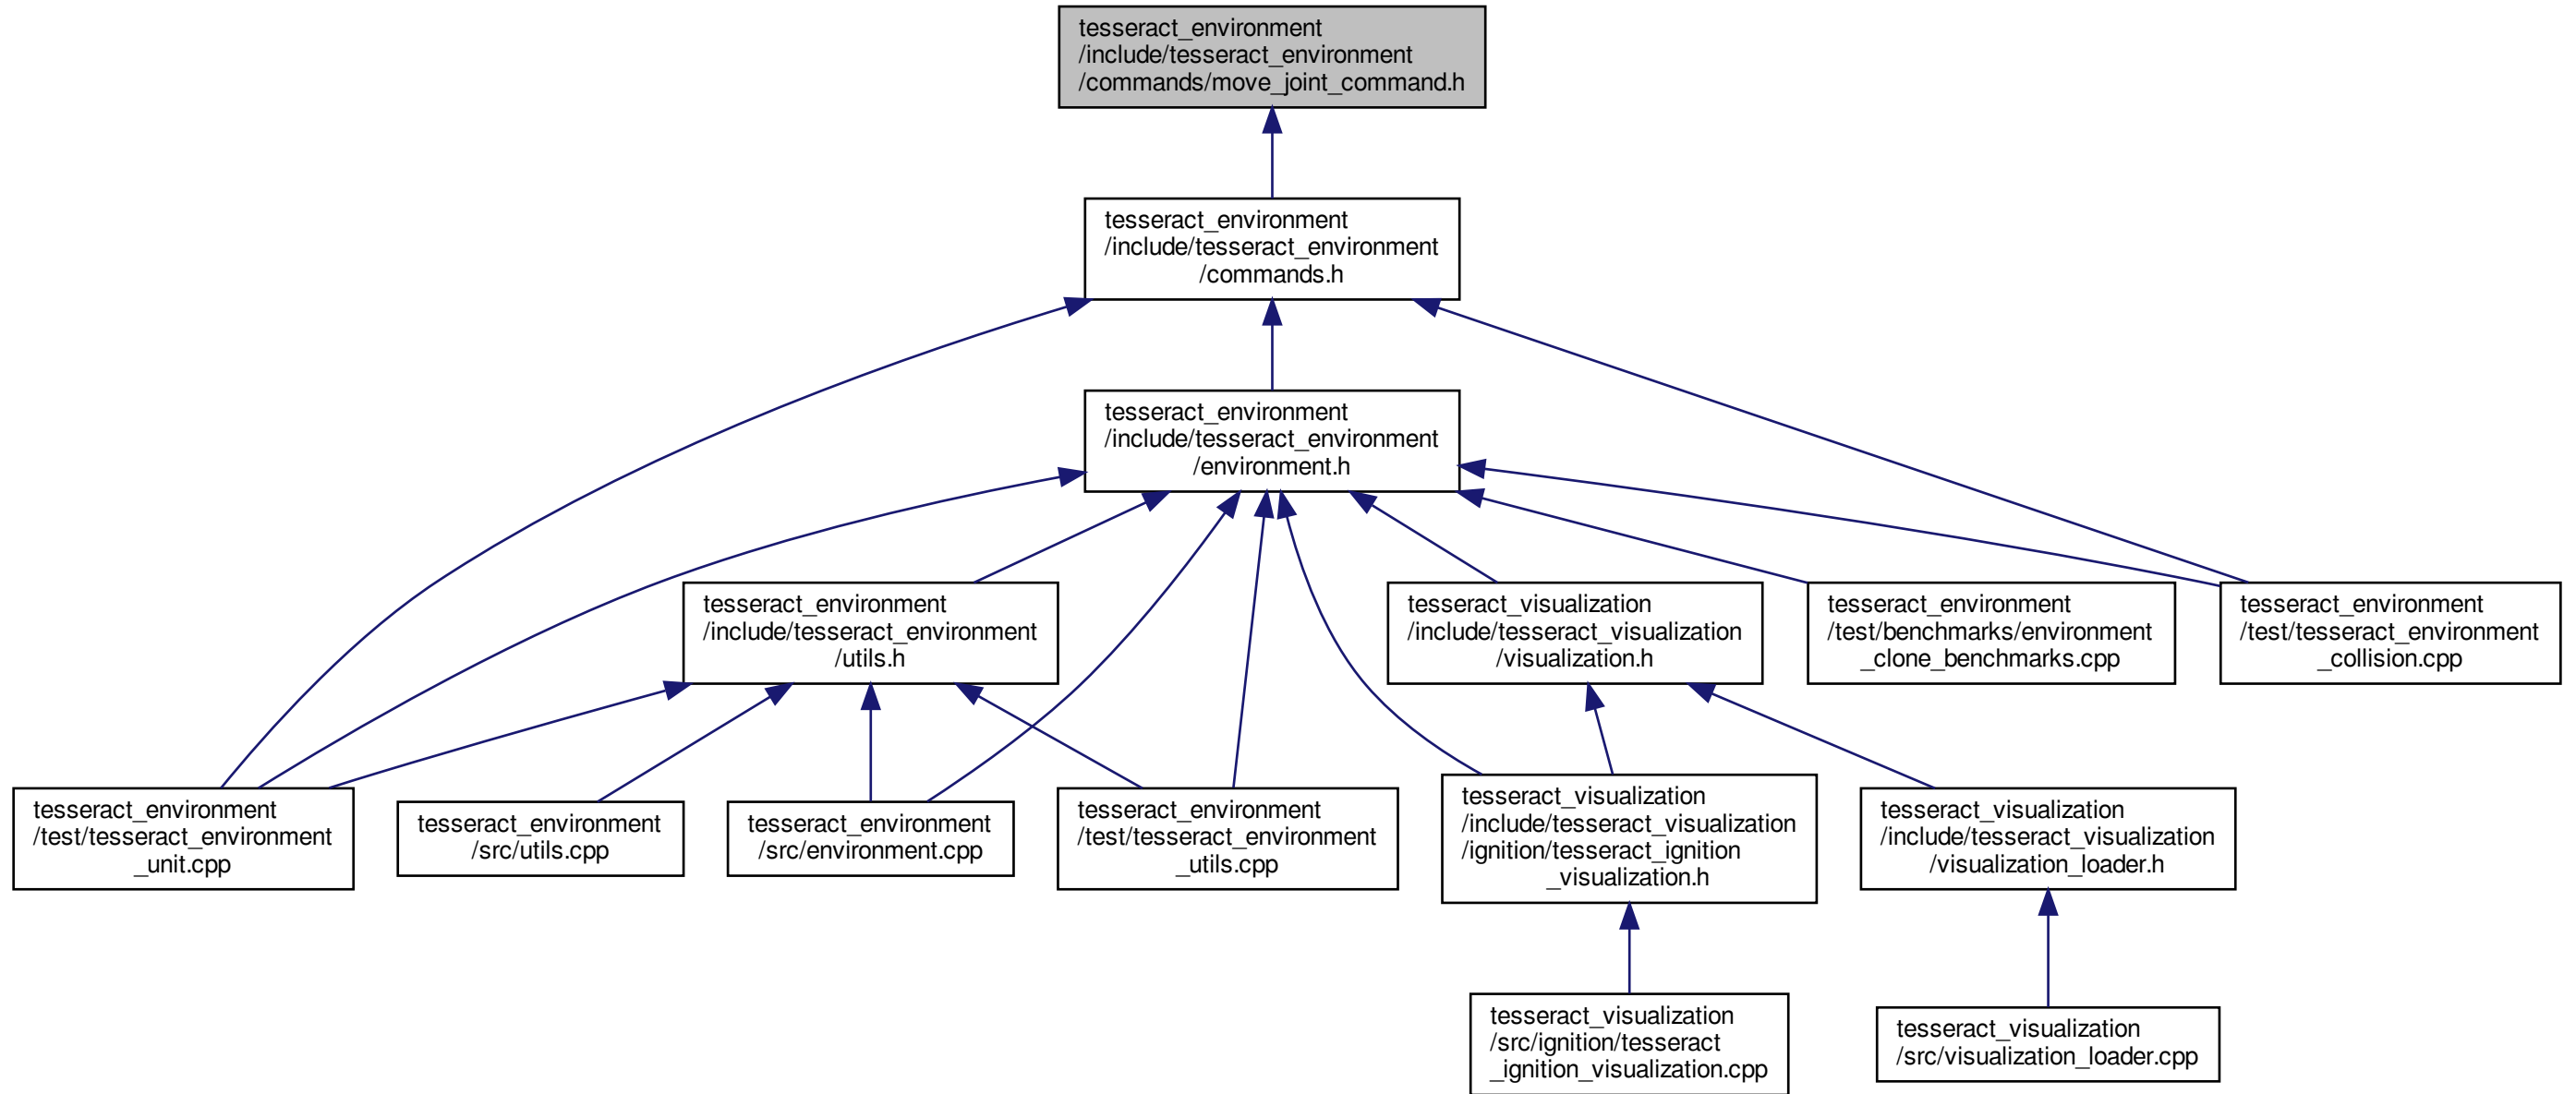 tesseract_environment
/include/tesseract_environment
/commands/move_joint_command.h
tesseract_environment
/include/tesseract_environment
/commands.h
tesseract_environment
/include/tesseract_environment
/environment.h
tesseract_environment
/include/tesseract_environment
/utils.h
tesseract_visualization
/include/tesseract_visualization
/visualization.h
tesseract_environment
/test/benchmarks/environment
_clone_benchmarks.cpp
tesseract_environment
/test/tesseract_environment
_collision.cpp
tesseract_environment
/test/tesseract_environment
_unit.cpp
tesseract_environment
/src/utils.cpp
tesseract_environment
/src/environment.cpp
tesseract_environment
/test/tesseract_environment
_utils.cpp
tesseract_visualization
/include/tesseract_visualization
/ignition/tesseract_ignition
_visualization.h
tesseract_visualization
/include/tesseract_visualization
/visualization_loader.h
tesseract_visualization
/src/ignition/tesseract
_ignition_visualization.cpp
tesseract_visualization
/src/visualization_loader.cpp